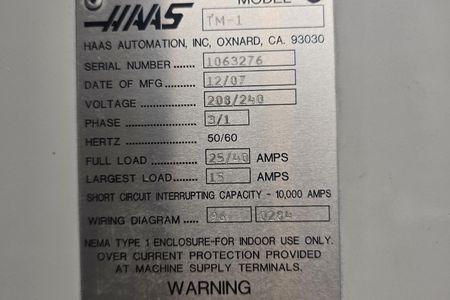 HAAS MODEL
TM-1
HAAS AUTOMATION, INC, OXNARD, CA. 93030
SERIAL NUMBER ...... 1063276
DATE OF MFG ............ 12/07
VOLTAGE .................... 208/240
PHASE ......................... 3/1
HERTZ ......................... 50/60
FULL LOAD ................. 25/40 AMPS
LARGEST LOAD......... 15 AMPS
SHORT CIRCUIT INTERRUPTING CAPACITY - 10,000 AMPS
WIRING DIAGRAM ..... 96 0284
NEMA TYPE 1 ENCLOSURE-FOR INDOOR USE ONLY.
OVER CURRENT PROTECTION PROVIDED
AT MACHINE SUPPLY TERMINALS.
WARNING